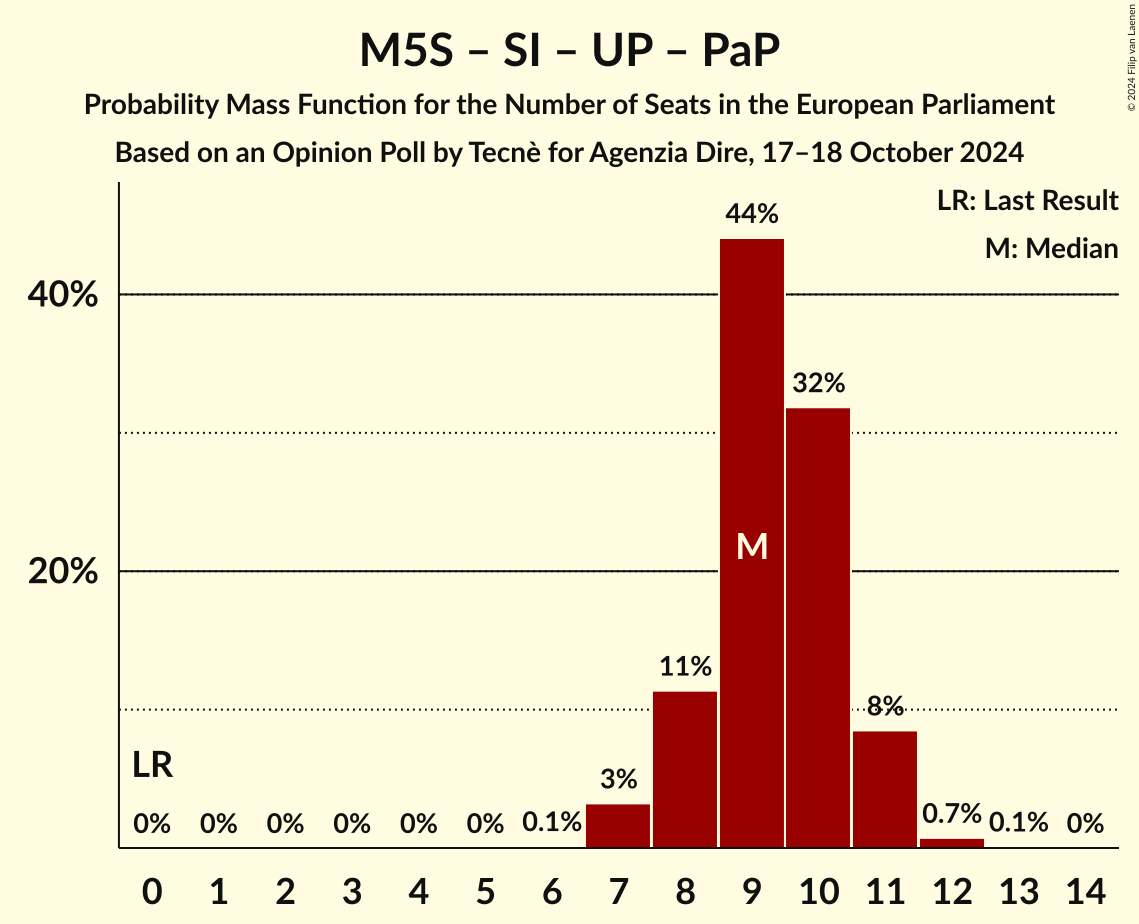 M5S – SI – UP – PaP
Probability Mass Function for the Number of Seats in the European Parliament
Based on an Opinion Poll by Tecnè for Agenzia Dire, 17–18 October 2024
© 2024 Filip van Laenen
LR: Last Result
M: Median
44%
40%
32%
M
20%
11%
8%
LR
3%
0% 0% 0% 0% 0% 0% 0.1% 0.7% 0.1% 0%
0 1 2 3 4 5 6 7 8 9 10 11 12 13 14